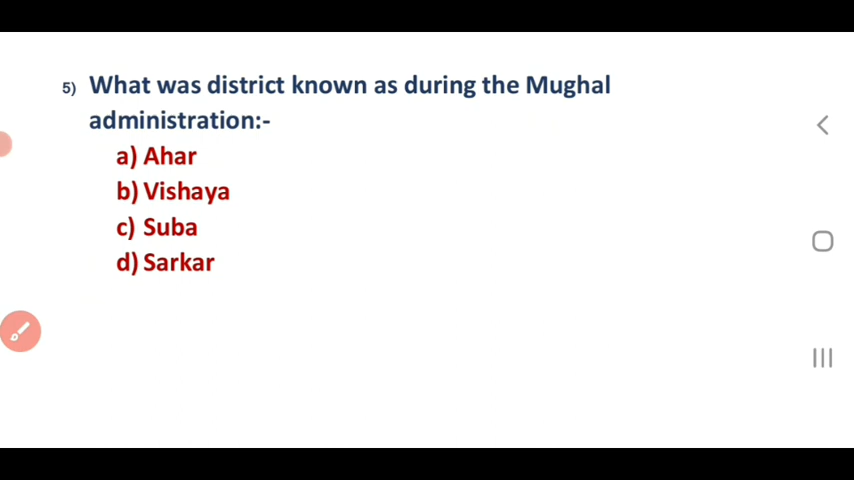 5) What was district known as during the Mughal
administration:-
a) Ahar
b) Vishaya
c) Suba
d) Sarkar